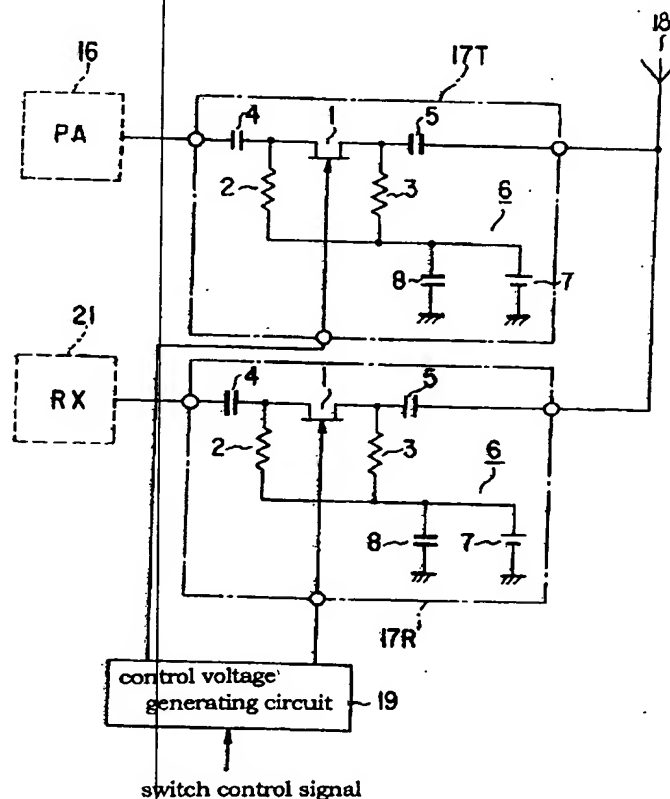 18
16
17T
PA
4
1
5
2
3
6
8
7
21
RX
4
1
5
2
3
6
8
7
17R
control voltage
generating circuit
19
switch control signal